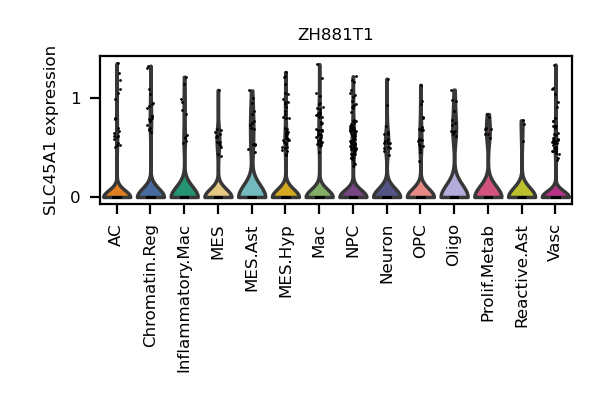 ZH881T1
SLC45A1 expression
1
0
AC
Chromatin.Reg
Inflammatory.Mac
MES
MES.Ast
MES.Hyp
Mac
NPC
Neuron
OPC
Oligo
Prolif.Metab
Reactive.Ast
Vasc